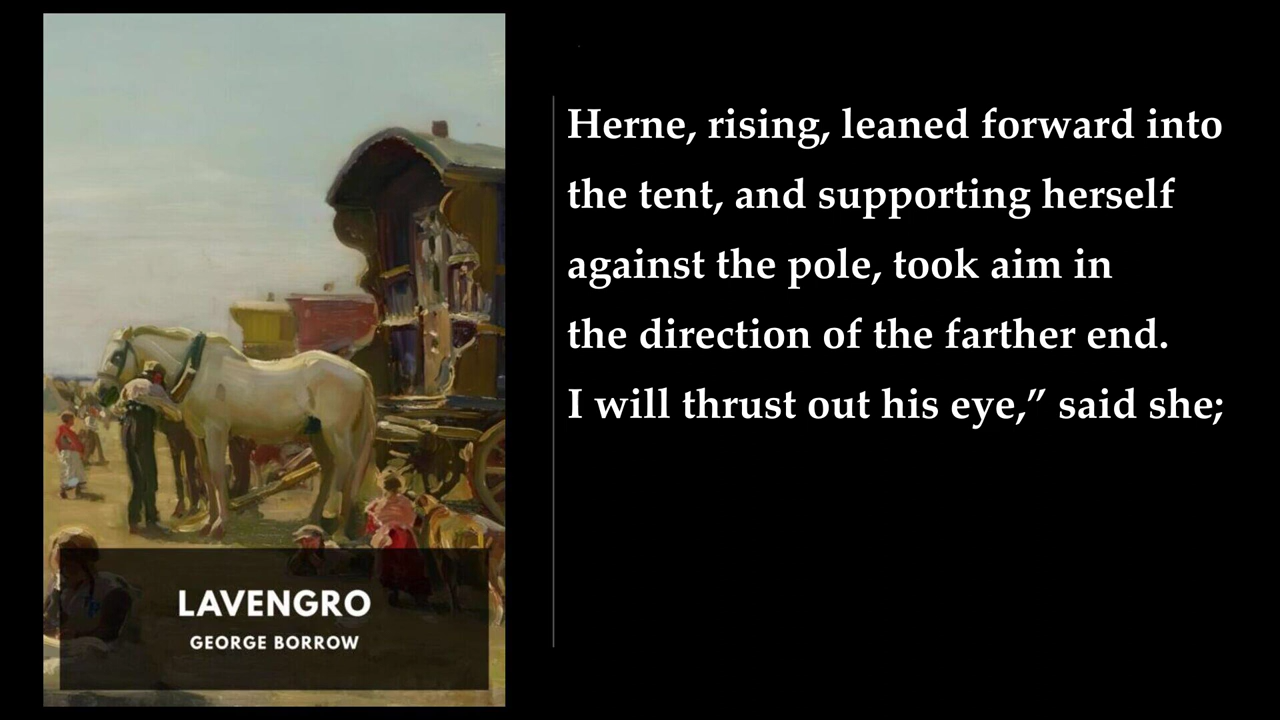 LAVENGRO
GEORGE BORROW
Herne, rising, leaned forward into
the tent, and supporting herself
against the pole, took aim in
the direction of the farther end.
I will thrust out his eye,” said she;